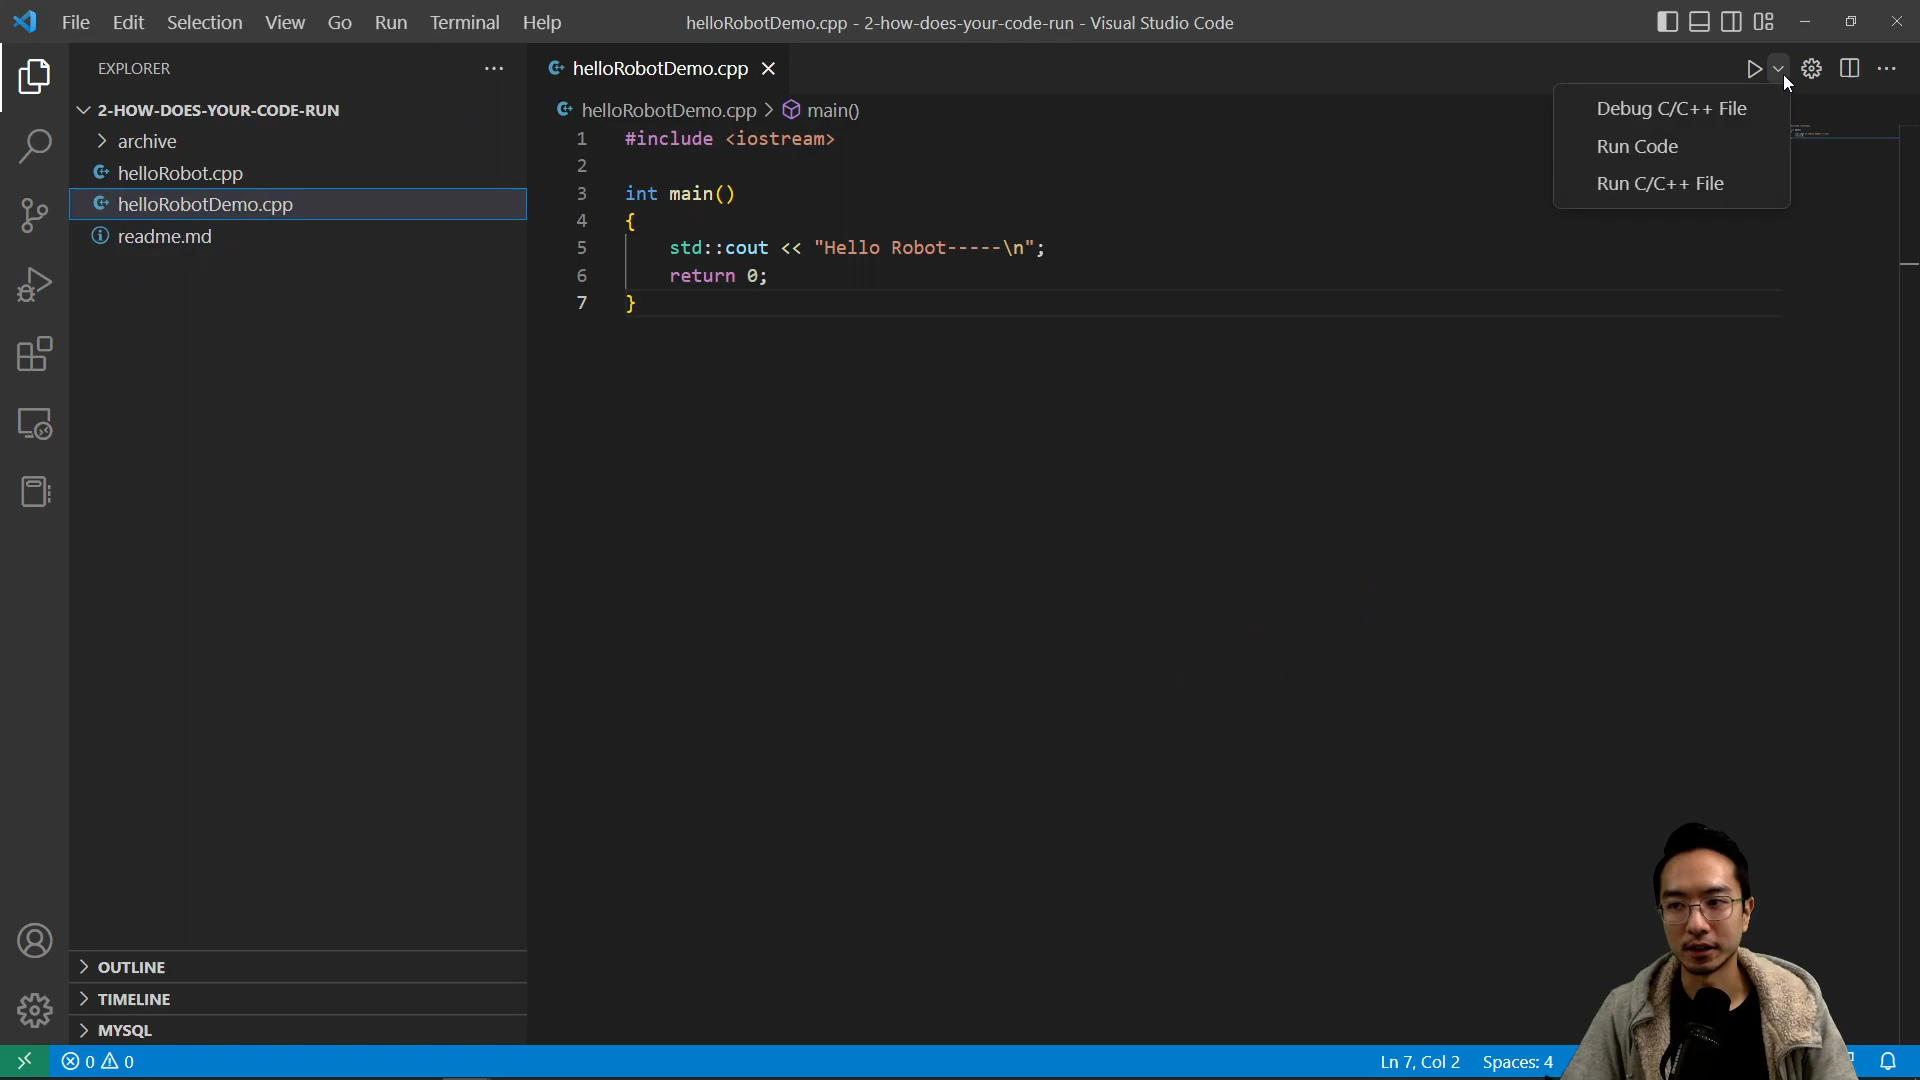 File Edit Selection View Go Run Terminal Help
helloRobotDemo.cpp - 2-how-does-your-code-run - Visual Studio Code
EXPLORER
2-HOW-DOES-YOUR-CODE-RUN
archive
helloRobot.cpp
helloRobotDemo.cpp
readme.md
OUTLINE
TIMELINE
MYSQL
helloRobotDemo.cpp
helloRobotDemo.cpp > main()
1 #include <iostream>
2
3 int main()
4 {
5 std::cout << "Hello Robot-----\n";
6 return 0;
7 }
Debug C/C++ File
Run Code
Run C/C++ File
0 0
Ln 7, Col 2 Spaces: 4